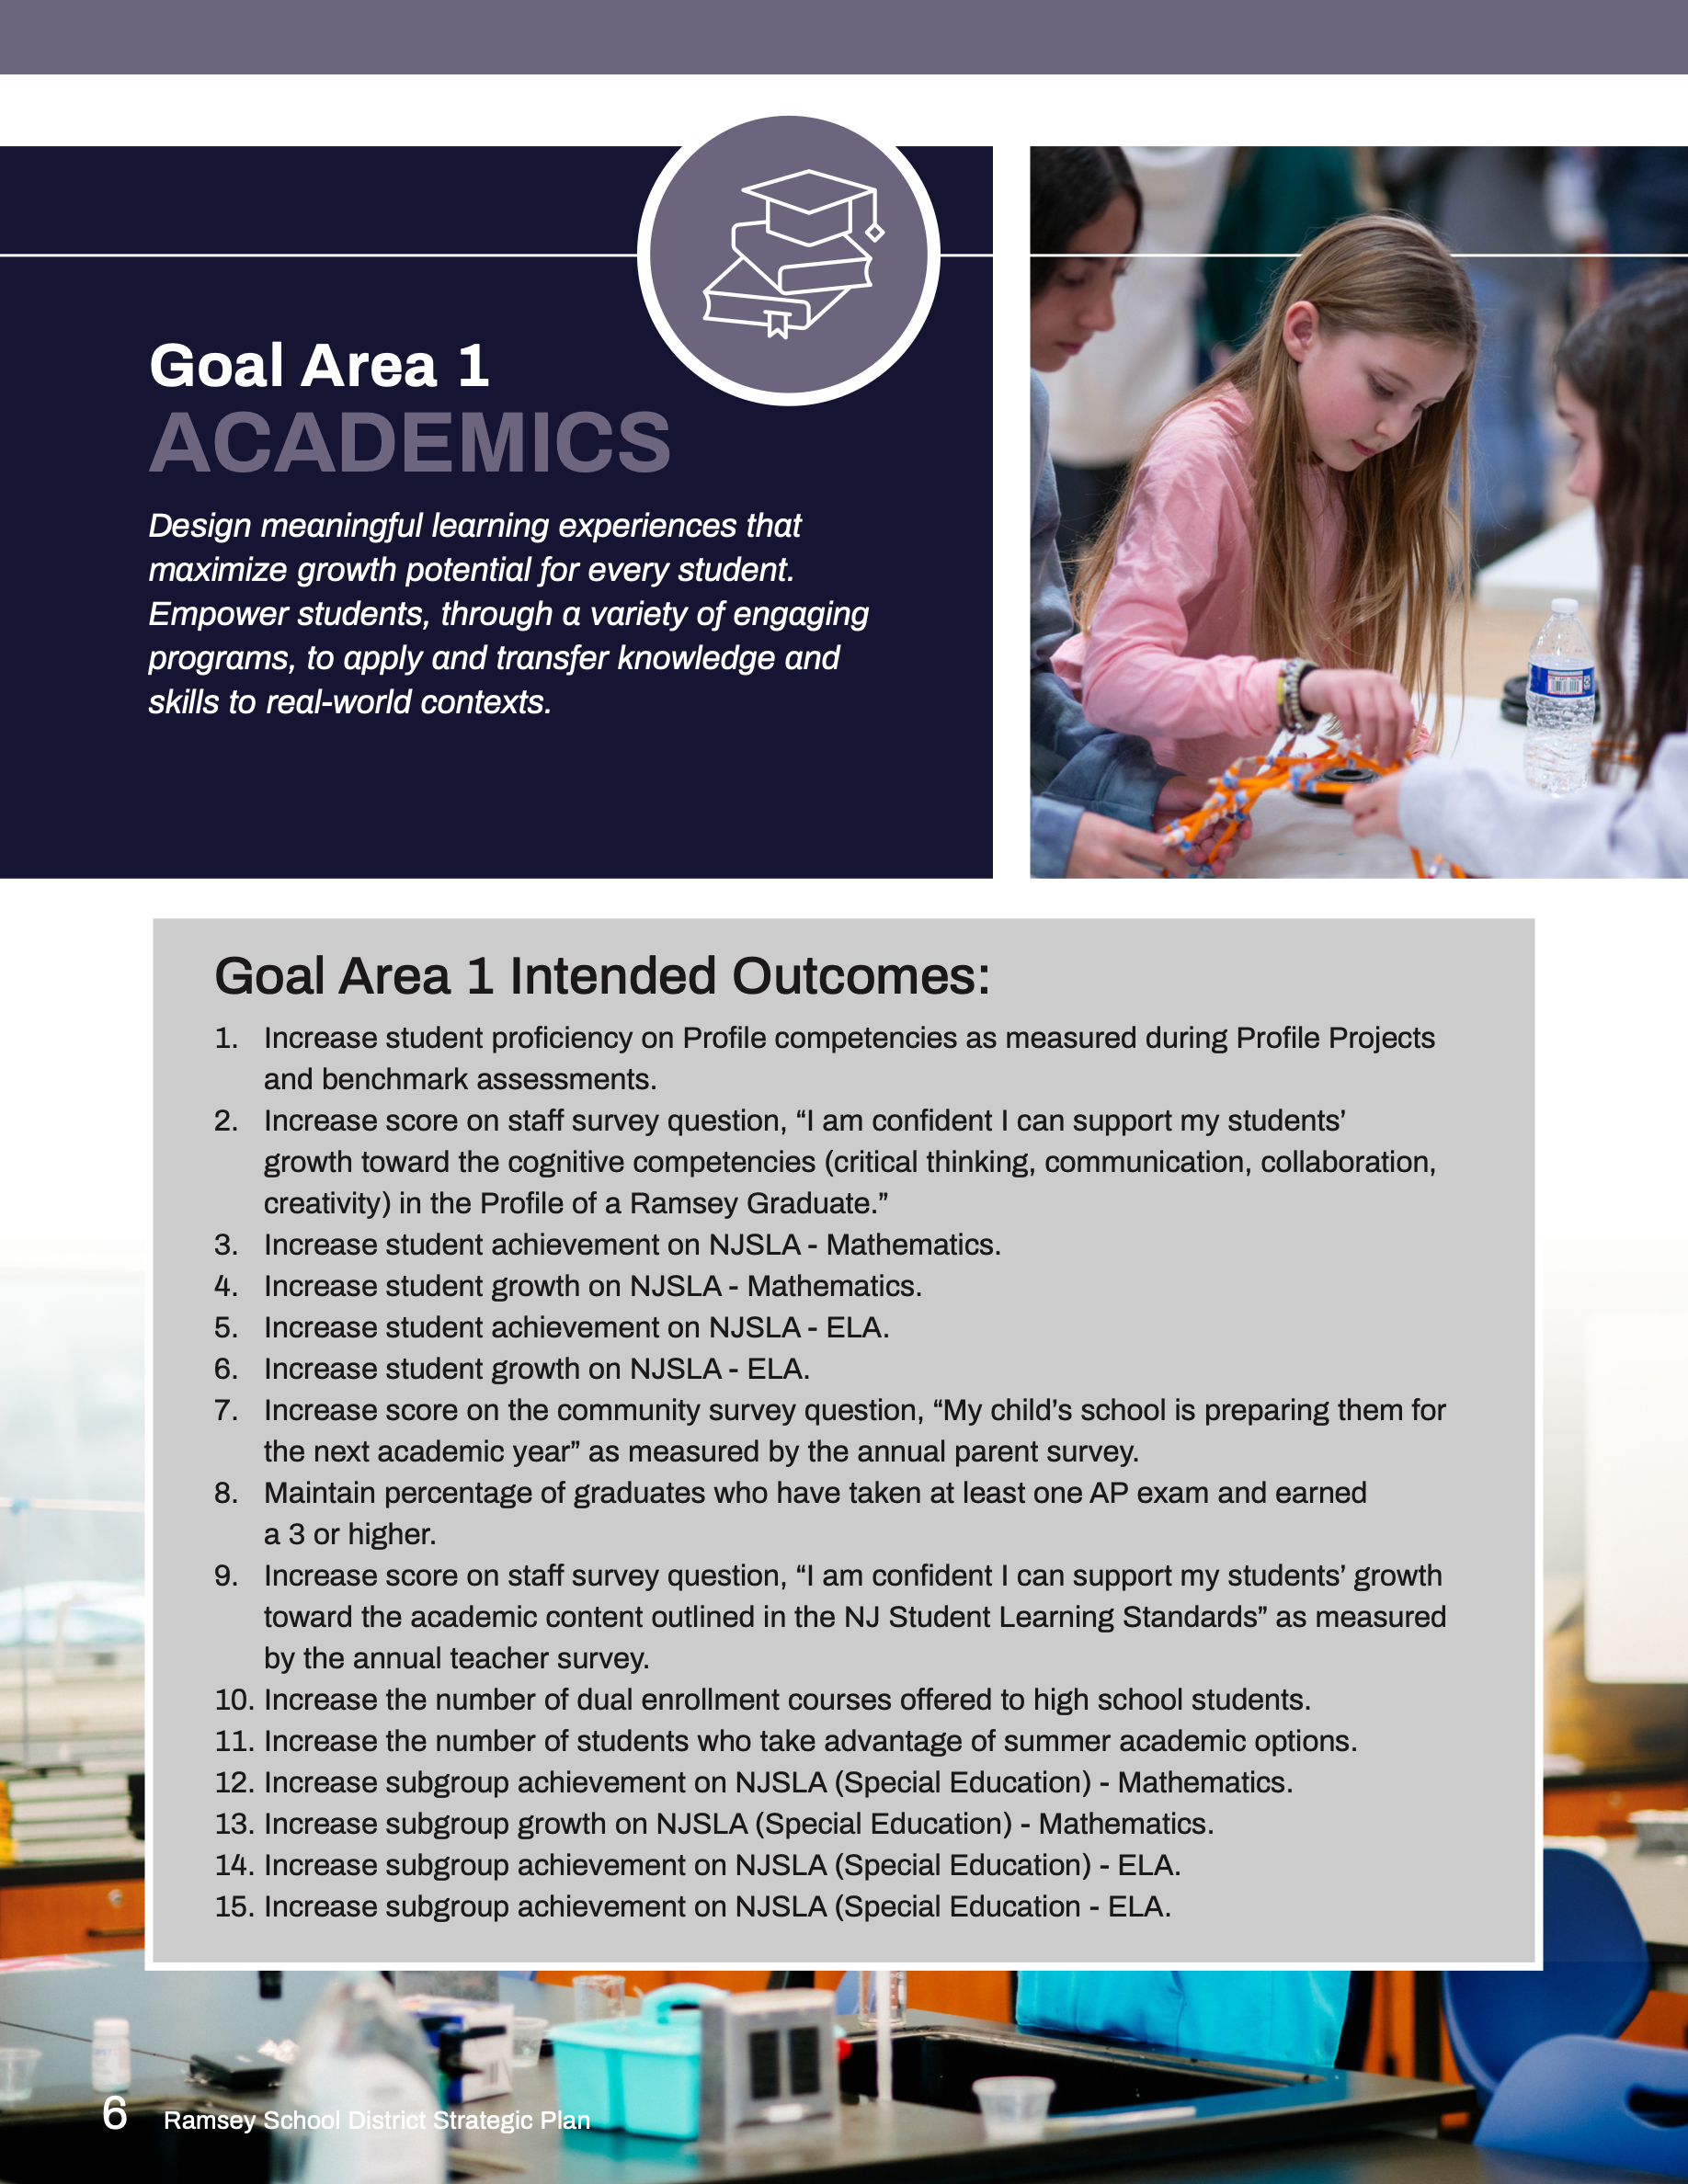 Goal Area 1
ACADEMICS
Design meaningful learning experiences that
maximize growth potential for every student.
Empower students, through a variety of engaging
programs, to apply and transfer knowledge and
skills to real-world contexts.
Goal Area 1 Intended Outcomes:
1. Increase student proficiency on Profile competencies as measured during Profile Projects
and benchmark assessments.
2. Increase score on staff survey question, “I am confident I can support my students’
growth toward the cognitive competencies (critical thinking, communication, collaboration,
creativity) in the Profile of a Ramsey Graduate.”
3. Increase student achievement on NJSLA - Mathematics.
4. Increase student growth on NJSLA - Mathematics.
5. Increase student achievement on NJSLA - ELA.
6. Increase student growth on NJSLA - ELA.
7. Increase score on the community survey question, “My child’s school is preparing them for
the next academic year” as measured by the annual parent survey.
8. Maintain percentage of graduates who have taken at least one AP exam and earned
a 3 or higher.
9. Increase score on staff survey question, “I am confident I can support my students’ growth
toward the academic content outlined in the NJ Student Learning Standards” as measured
by the annual teacher survey.
10. Increase the number of dual enrollment courses offered to high school students.
11. Increase the number of students who take advantage of summer academic options.
12. Increase subgroup achievement on NJSLA (Special Education) - Mathematics.
13. Increase subgroup growth on NJSLA (Special Education) - Mathematics.
14. Increase subgroup achievement on NJSLA (Special Education) - ELA.
15. Increase subgroup achievement on NJSLA (Special Education - ELA.
6 Ramsey School District Strategic Plan